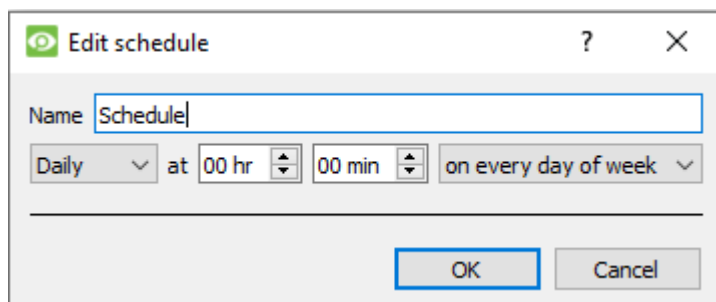 Edit schedule ?
Name Schedule
Daily at 00 hr 00 min on every day of week
OK Cancel